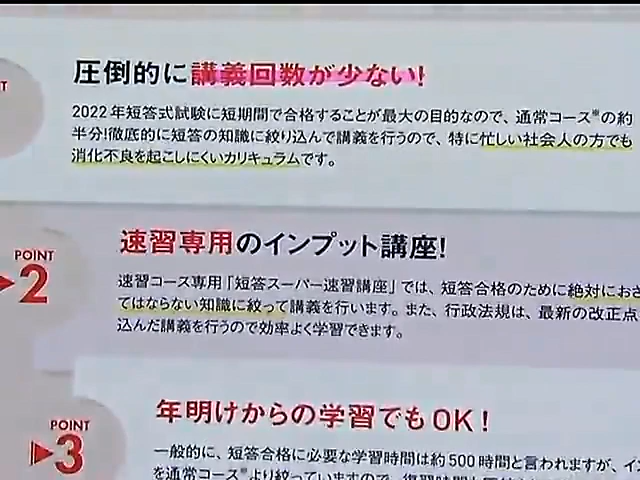 圧倒的に講義回数が少ない!
2022年短答式試験に短期間で合格することが最大の目的なので、通常コース※の約
半分!徹底的に短答の知識に絞り込んで講義を行うので、特に忙しい社会人の方でも
消化不良を起こしにくいカリキュラムです。
POINT
2
速習専用のインプット講座!
速習コース専用「短答スーパー速習講座」では、短答合格のために絶対におさ
てはならない知識に絞って講義を行います。また、行政法規は、最新の改正点
込んだ講義を行うので効率よく学習できます。
POINT
3
年明けからの学習でもOK!
一般的に、短答合格に必要な学習時間は約500時間と言われますが、イン
を通常コース※より絞っていますので、